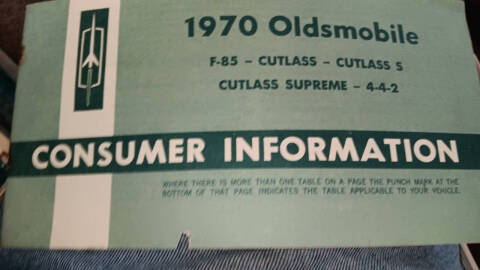 1970 Oldsmobile
F-85 - CUTLASS - CUTLASS S
CUTLASS SUPREME - 4-4-2
CONSUMER INFORMATION
WHERE THERE IS MORE THAN ONE TABLE ON A PAGE THE PUNCH MARK AT THE
BOTTOM OF THAT PAGE INDICATES THE TABLE APPLICABLE TO YOUR VEHICLE.